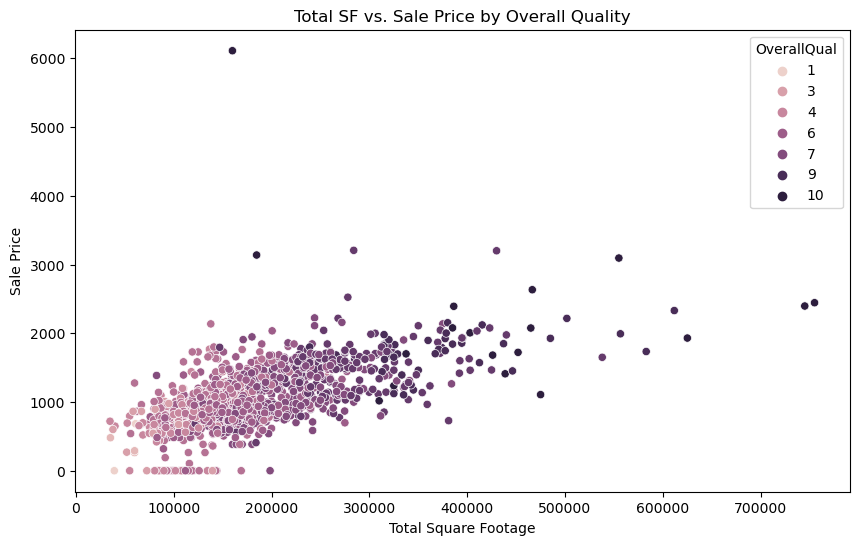 Total SF vs. Sale Price by Overall Quality
OverallQual
1
3
4
6
7
9
10
Sale Price
6000
5000
4000
3000
2000
1000
0
0 100000 200000 300000 400000 500000 600000 700000
Total Square Footage